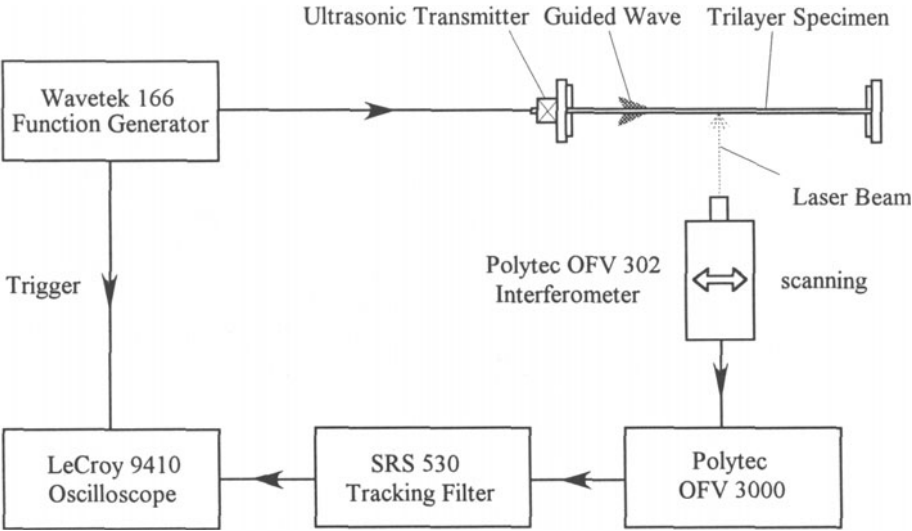 Ultrasonic Transmitter
Guided Wave
Trilayer Specimen
Wavetek 166
Function Generator
Laser Beam
Trigger
Polytec OFV 302
Interferometer
scanning
LeCroy 9410
Oscilloscope
SRS 530
Tracking Filter
Polytec
OFV 3000